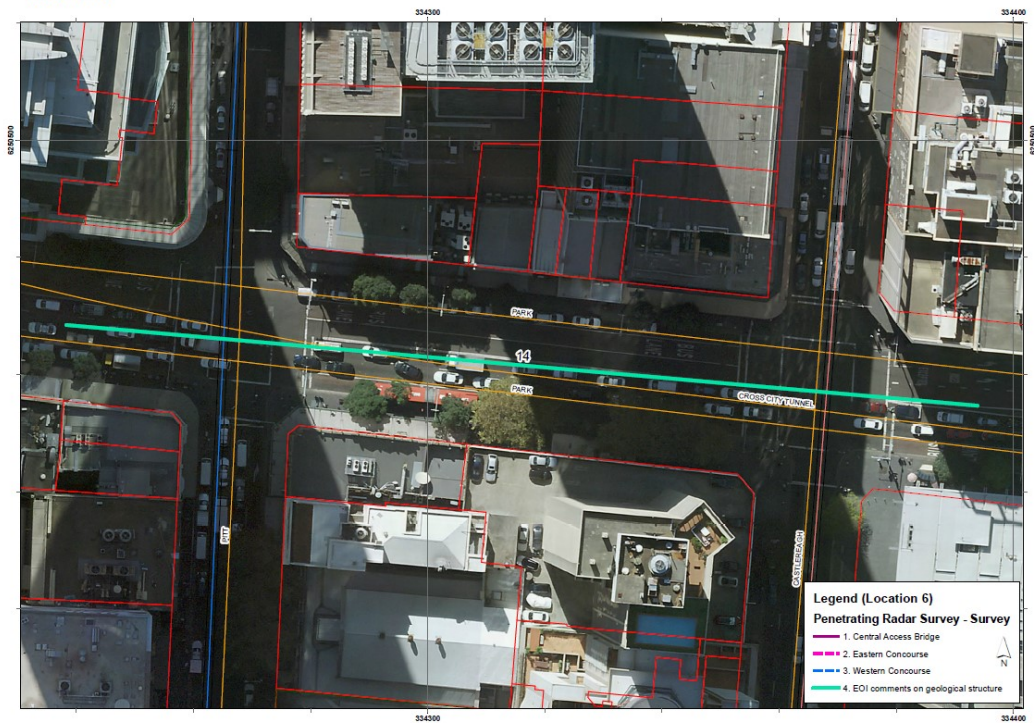 334300
334400
6250500
6250500
PARK
14
PARK
CROSS CITY TUNNEL
PITT
CASTLEREAGH
Legend (Location 6)
Penetrating Radar Survey - Survey
1. Central Access Bridge
2. Eastern Concourse
3. Western Concourse
4. EOI comments on geological structure
N
334300
334400